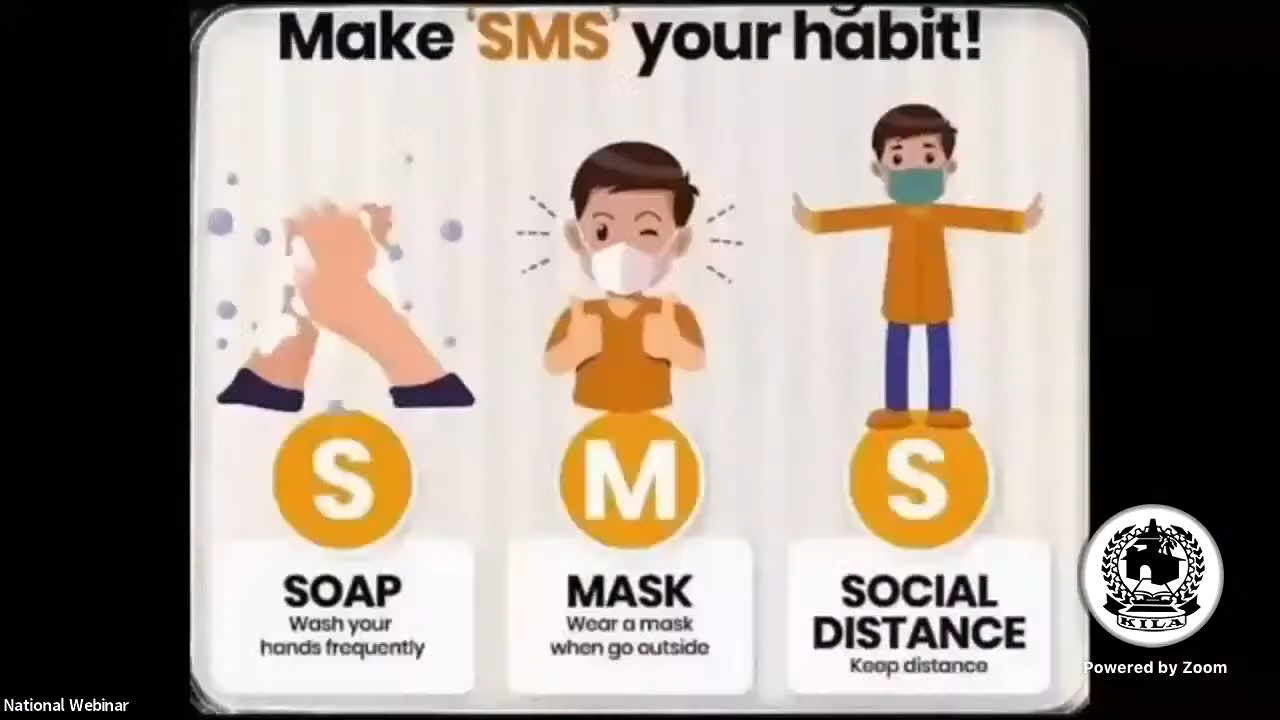 Make 'SMS' your habit!
S
M
S
SOAP
Wash your
hands frequently
MASK
Wear a mask
when go outside
SOCIAL
DISTANCE
Keep distance
KILA
Powered by Zoom
National Webinar